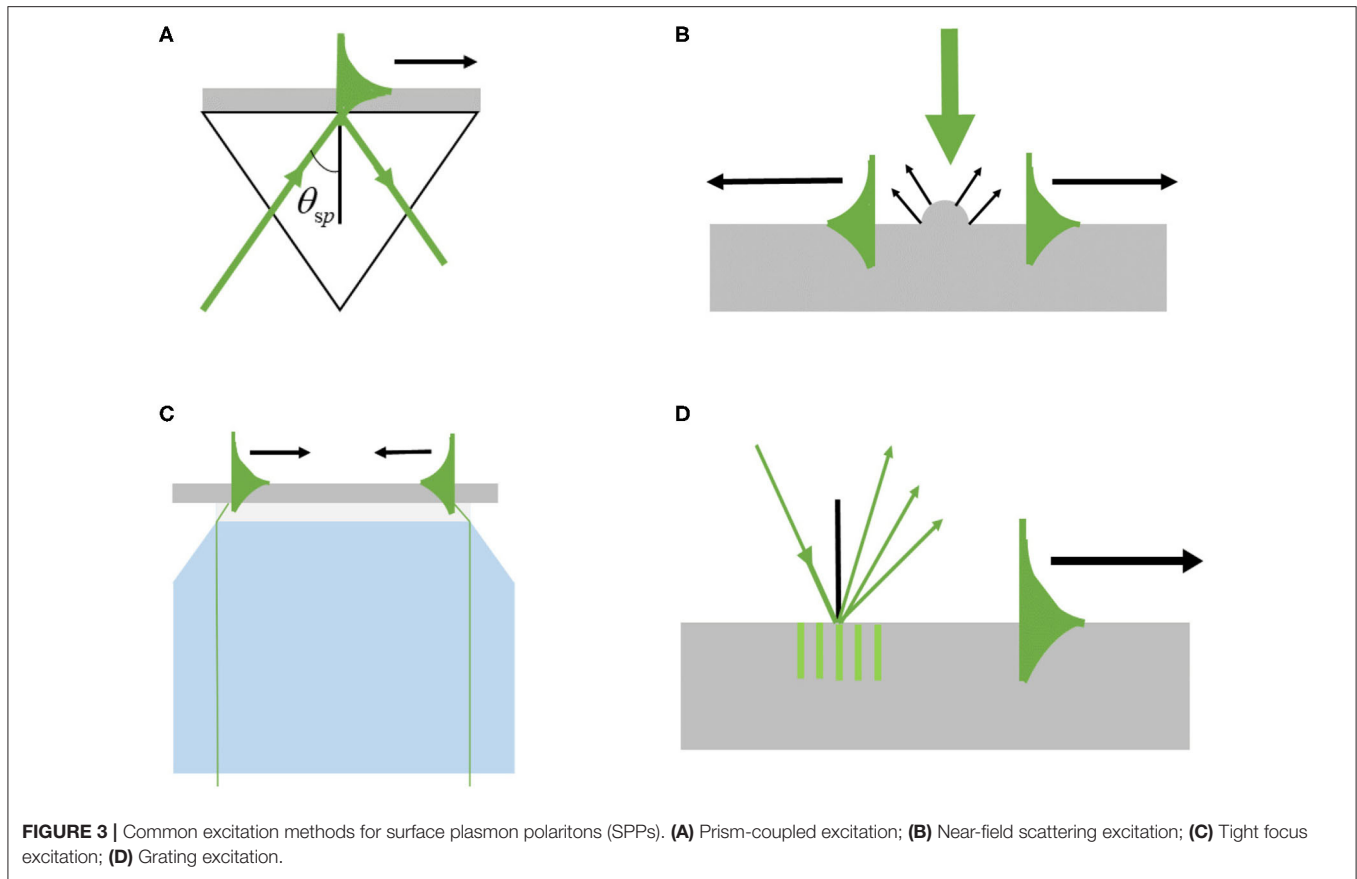 A
B
θsp
C
D
FIGURE 3 | Common excitation methods for surface plasmon polaritons (SPPs). (A) Prism-coupled excitation; (B) Near-field scattering excitation; (C) Tight focus
excitation; (D) Grating excitation.